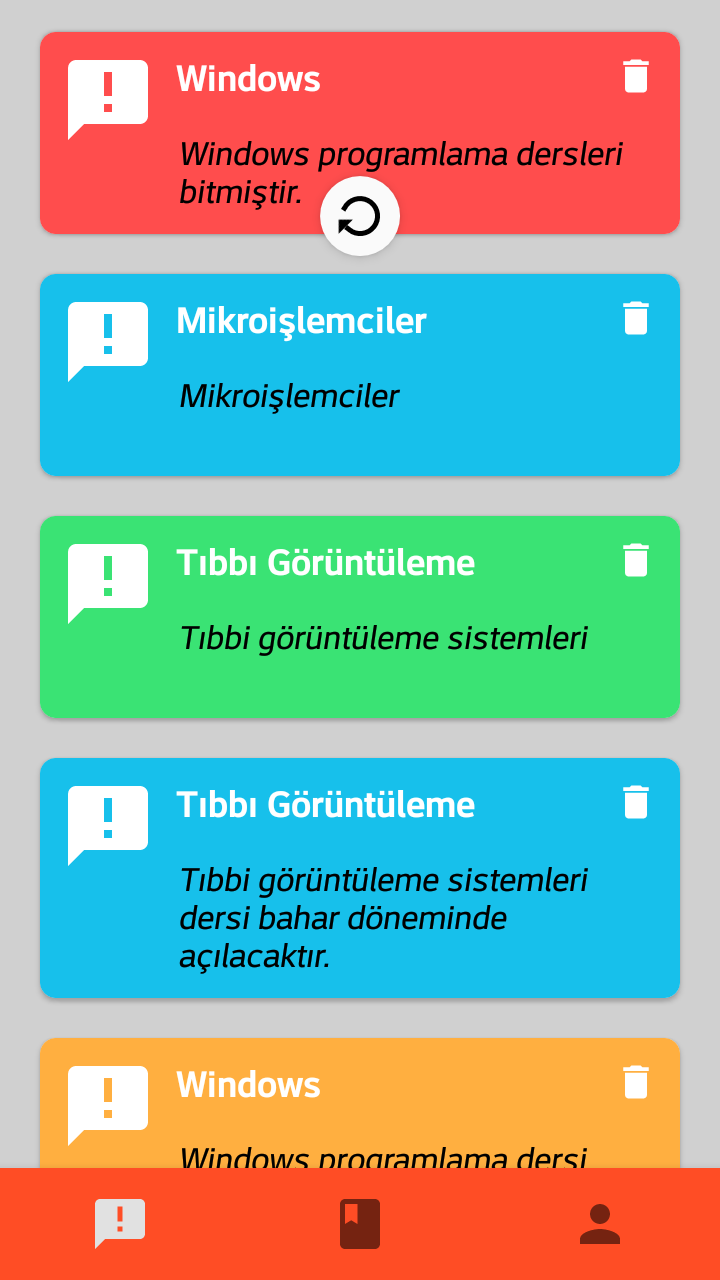 Windows
Windows programlama dersleri
bitmiştir.
Mikroişlemciler
Mikroişlemciler
Tıbbı Görüntüleme
Tıbbi görüntüleme sistemleri
Tıbbı Görüntüleme
Tıbbi görüntüleme sistemleri
dersi bahar döneminde
açılacaktır.
Windows
Windows programlama dersi